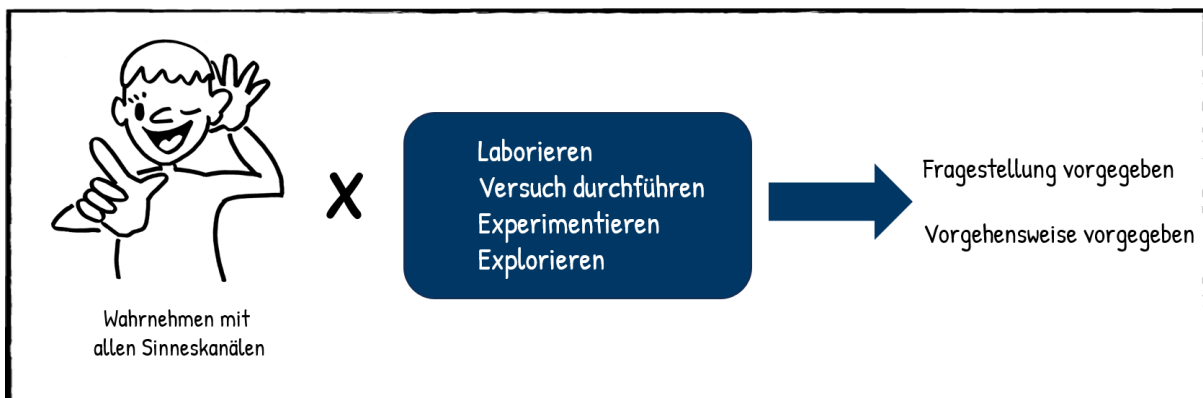 Wahrnehmen mit
allen Sinneskanälen
X
Laborieren
Versuch durchführen
Experimentieren
Explorieren
Fragestellung vorgegeben
Vorgehensweise vorgegeben